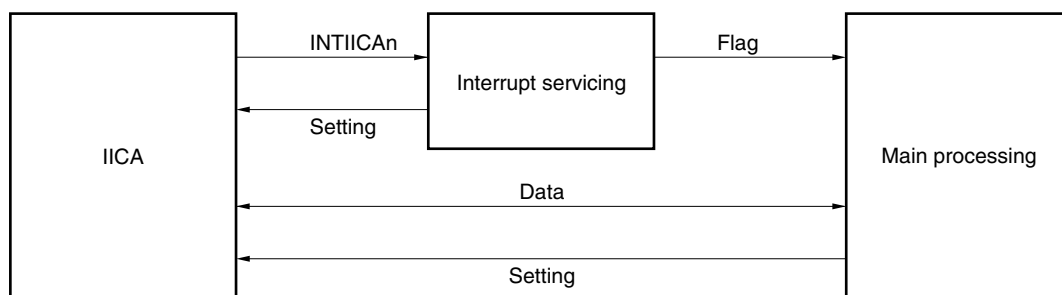 INTIICAn
Flag
Interrupt servicing
Setting
IICA
Main processing
Data
Setting